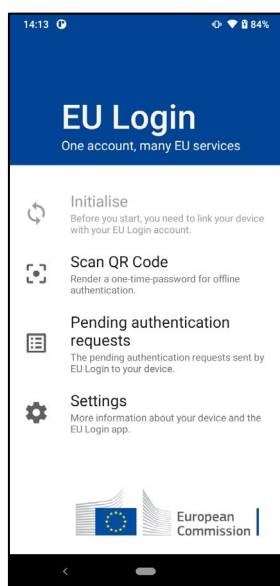 14:13 84%
EU Login
One account, many EU services
Initialise
Before you start, you need to link your device
with your EU Login account.
Scan QR Code
Render a one-time-password for offline
authentication.
Pending authentication
requests
The pending authentication requests sent by
EU Login to your device.
Settings
More information about your device and the
EU Login app.
European
Commission